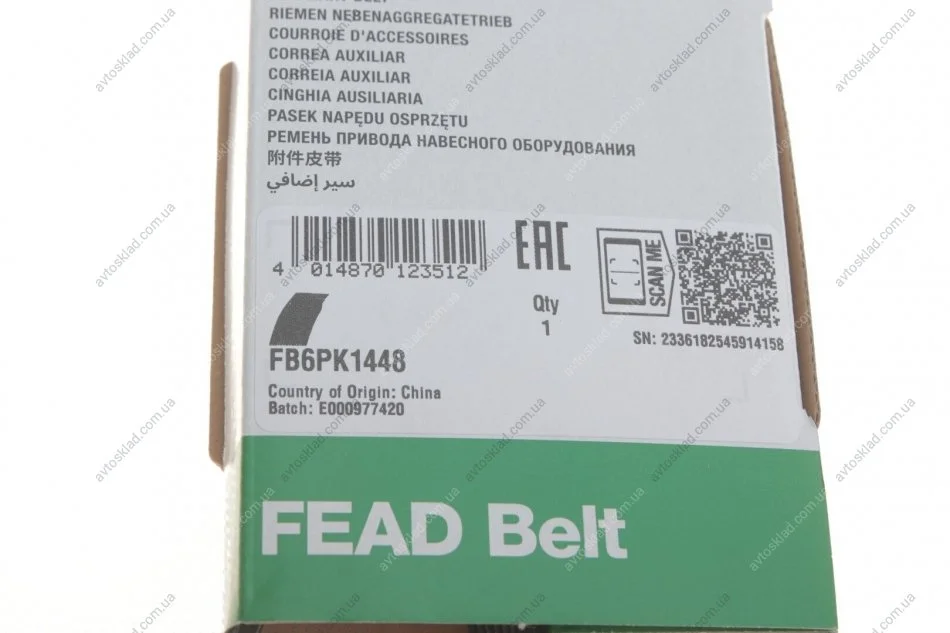 RIEMEN NEBENAGGREGATETRIEB
COURROIE D'ACCESSOIRES
CORREA AUXILIAR
CORREIA AUXILIAR
CINGHIA AUSILIARIA
PASEK NAPĘDU OSPRZĘTU
РЕМЕНЬ ПРИВОДА НАВЕСНОГО ОБОРУДОВАНИЯ
附件皮带
سير إضافي
4 014870 123512
EAC
SCAN ME
Qty
1
SN: 2336182545914158
FB6PK1448
Country of Origin: China
Batch: E000977420
FEAD Belt
avtosklad.com.ua